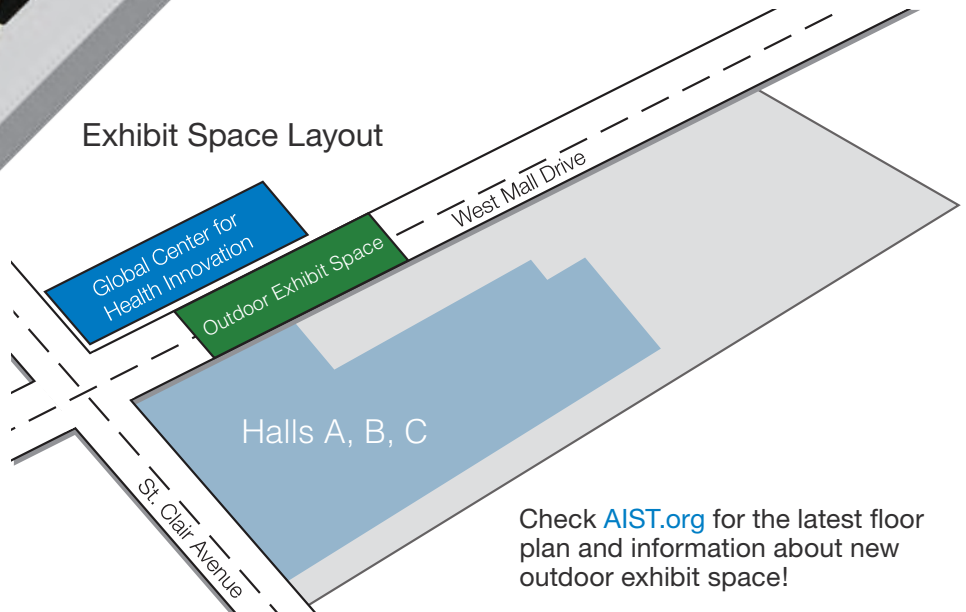 Exhibit Space Layout
West Mall Drive
Global Center for
Health Innovation
Outdoor Exhibit Space
Halls A, B, C
St. Clair Avenue
Check AIST.org for the latest floor
plan and information about new
outdoor exhibit space!